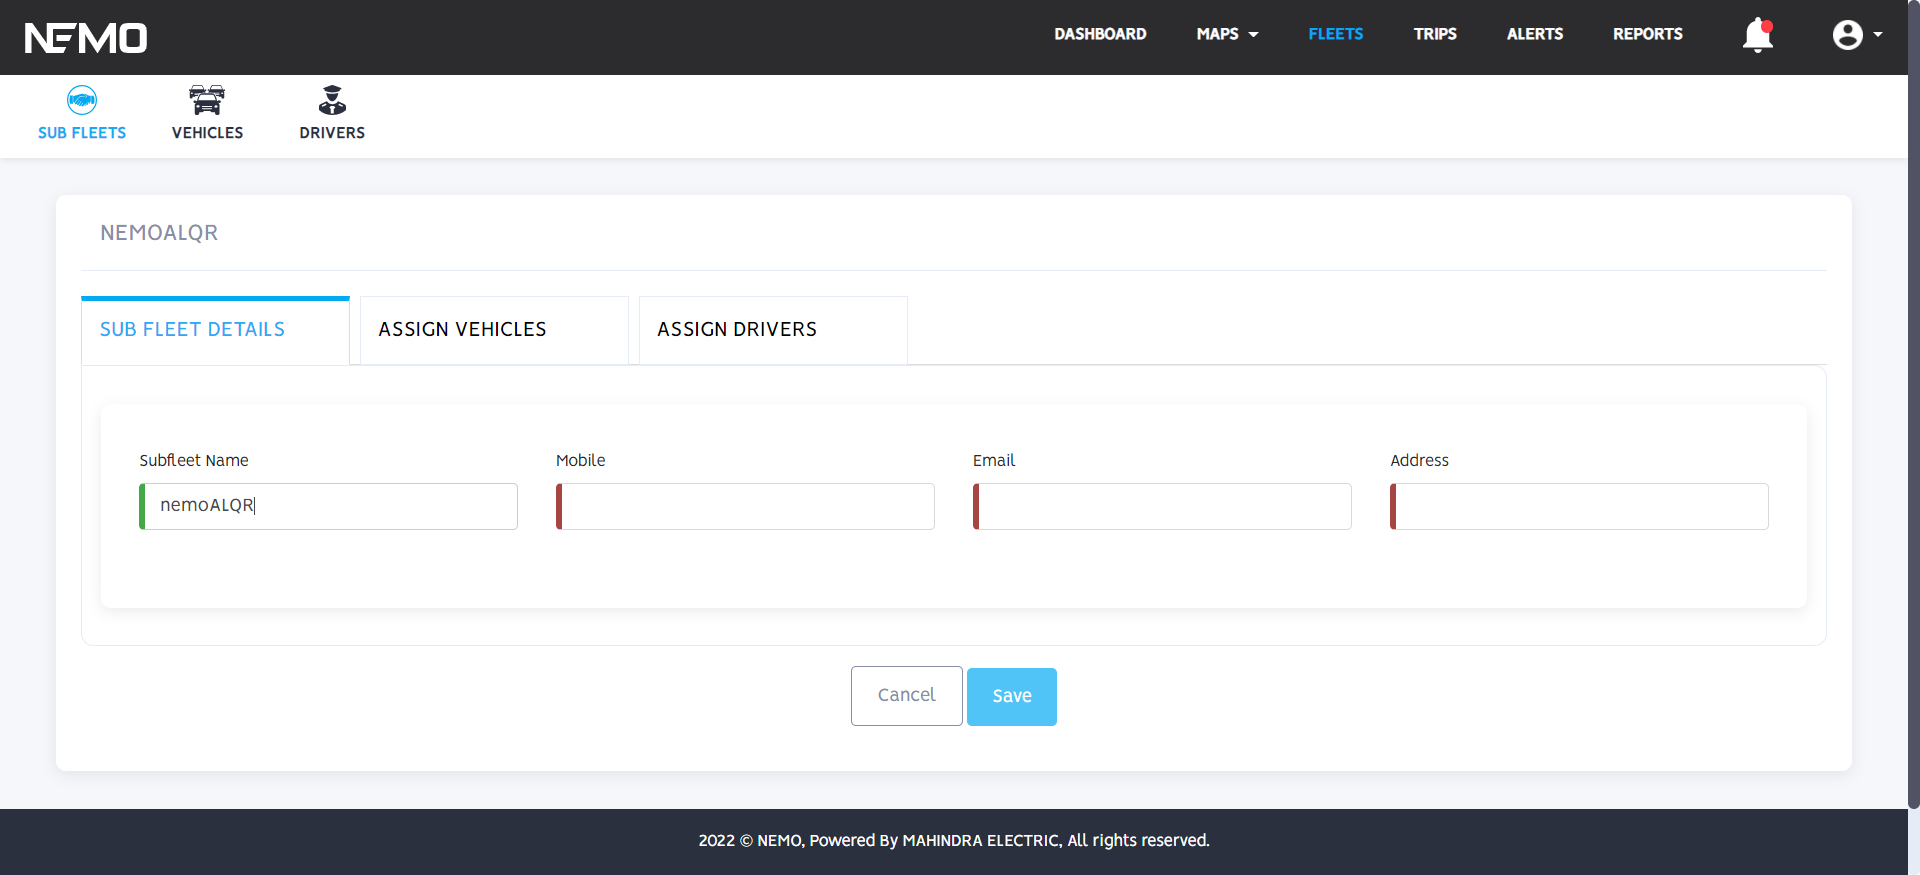 NEMO
DASHBOARD MAPS FLEETS TRIPS ALERTS REPORTS
SUB FLEETS VEHICLES DRIVERS
NEMOALQR
SUB FLEET DETAILS ASSIGN VEHICLES ASSIGN DRIVERS
Subfleet Name Mobile Email Address
nemoALQR
Cancel Save
2022 © NEMO, Powered By MAHINDRA ELECTRIC, All rights reserved.